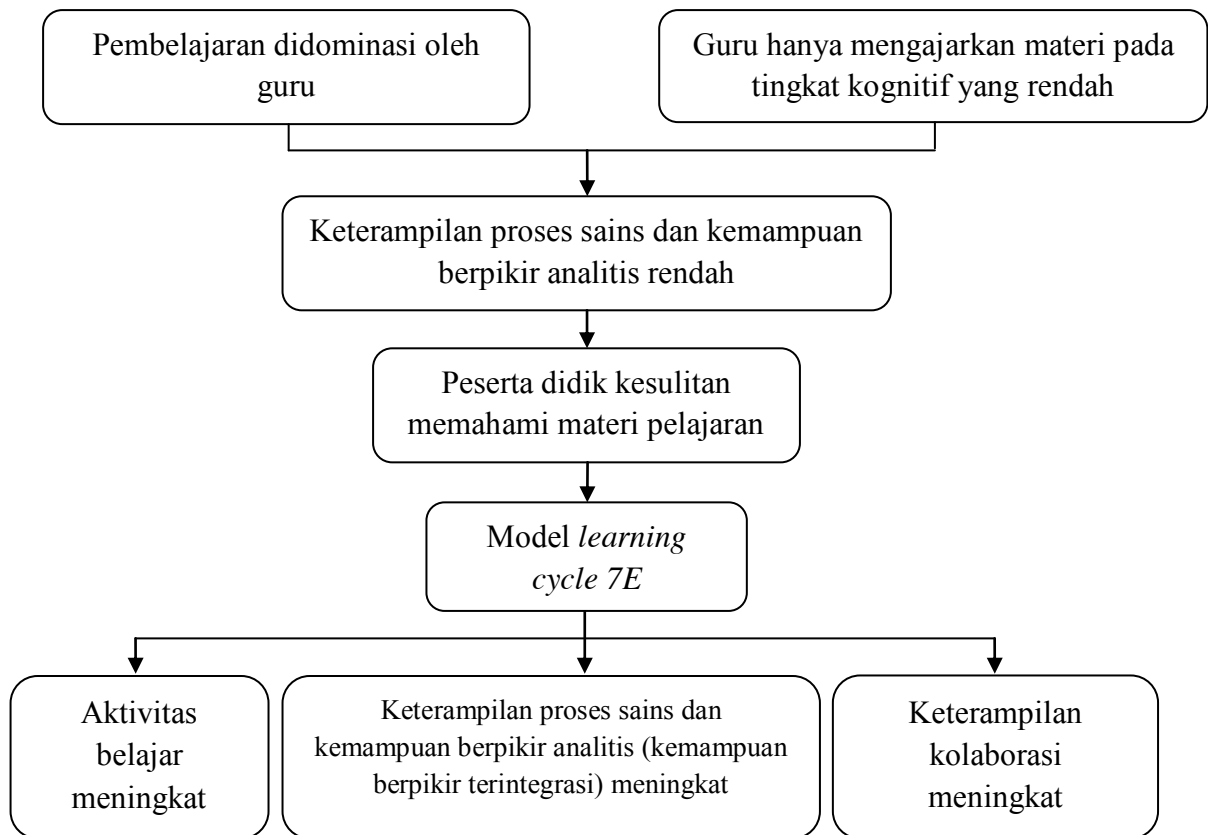 Pembelajaran didominasi oleh
guru
Guru hanya mengajarkan materi pada
tingkat kognitif yang rendah
Keterampilan proses sains dan kemampuan
berpikir analitis rendah
Peserta didik kesulitan
memahami materi pelajaran
Model learning
cycle 7E
Aktivitas
belajar
meningkat
Keterampilan proses sains dan
kemampuan berpikir analitis (kemampuan
berpikir terintegrasi) meningkat
Keterampilan
kolaborasi
meningkat